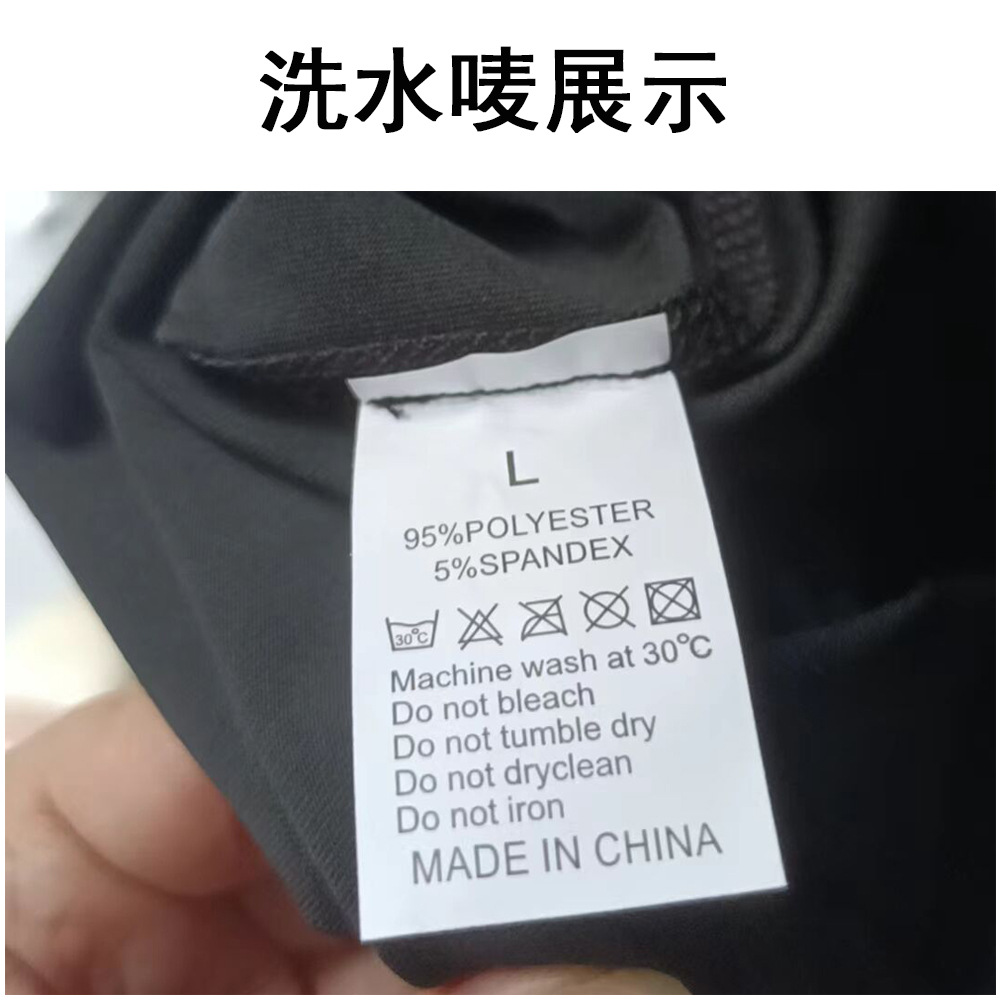 洗水唛展示
L
95%POLYESTER
5%SPANDEX
30°C
Machine wash at 30°C
Do not bleach
Do not tumble dry
Do not dryclean
Do not iron
MADE IN CHINA